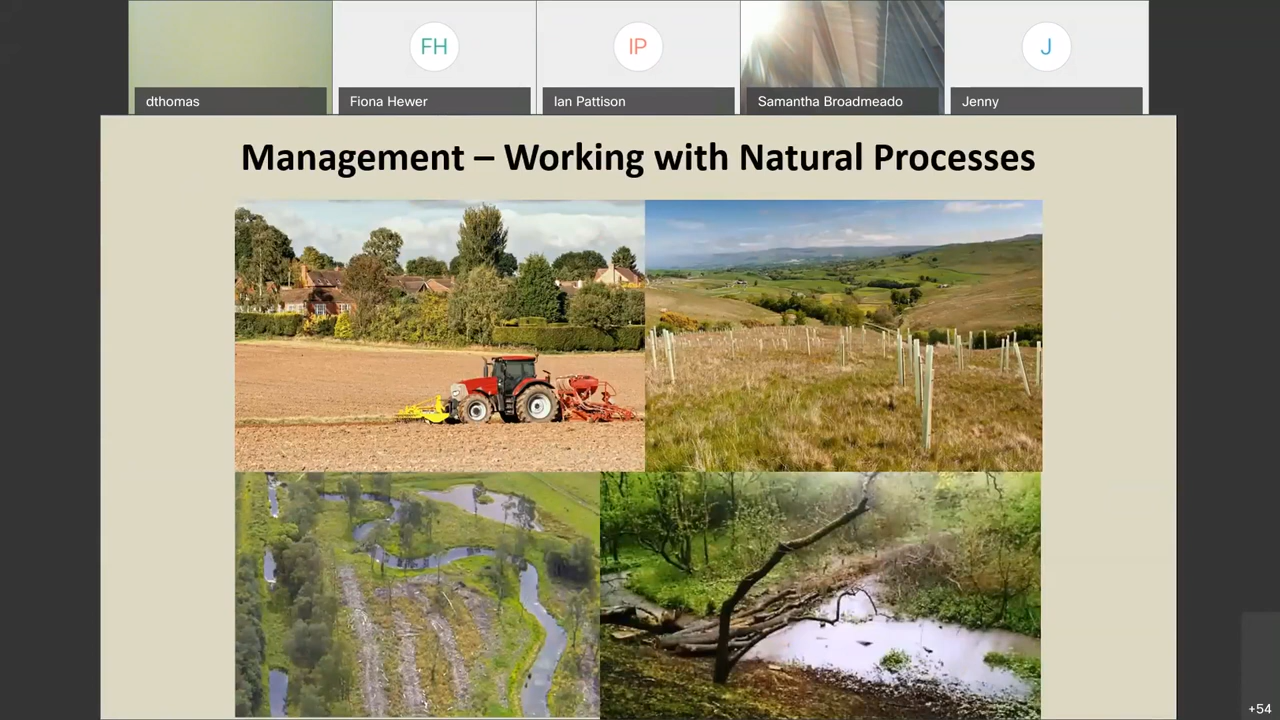 FH
IP
J
dthomas
Fiona Hewer
Ian Pattison
Samantha Broadmeado
Jenny
Management – Working with Natural Processes
+54